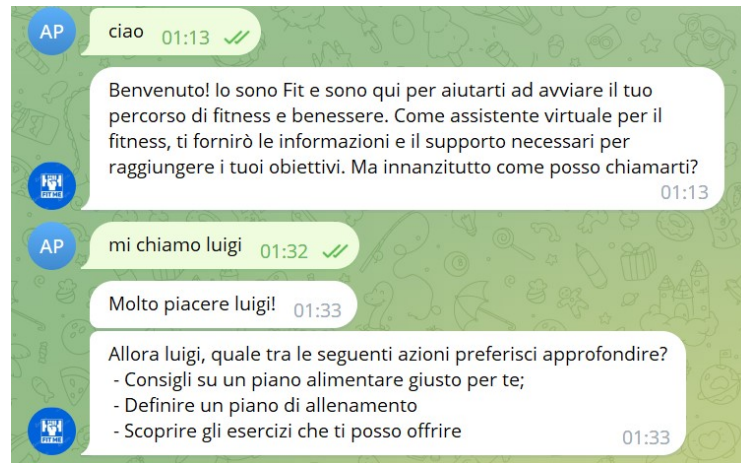 AP
ciao 01:13
Benvenuto! Io sono Fit e sono qui per aiutarti ad avviare il tuo
percorso di fitness e benessere. Come assistente virtuale per il
fitness, ti fornirò le informazioni e il supporto necessari per
raggiungere i tuoi obiettivi. Ma innanzitutto come posso chiamarti?
FIT ME
01:13
AP
mi chiamo luigi 01:32
Molto piacere luigi! 01:33
Allora luigi, quale tra le seguenti azioni preferisci approfondire?
- Consigli su un piano alimentare giusto per te;
- Definire un piano di allenamento
- Scoprire gli esercizi che ti posso offrire
FIT ME
01:33